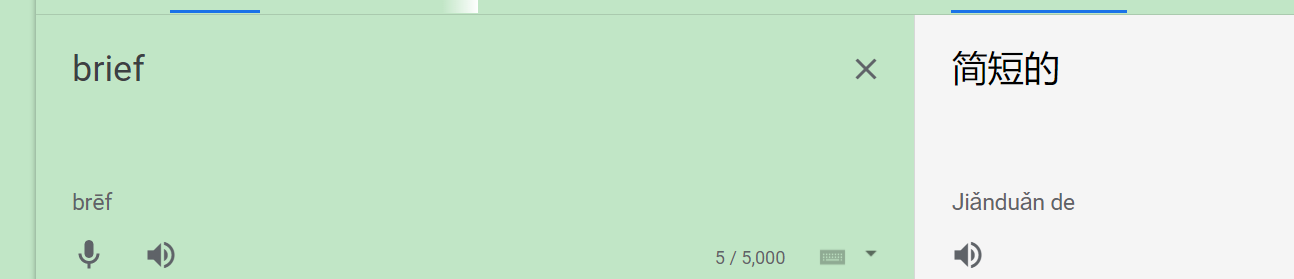 brief
简短的
brēf
Jiǎnduǎn de
5 / 5,000